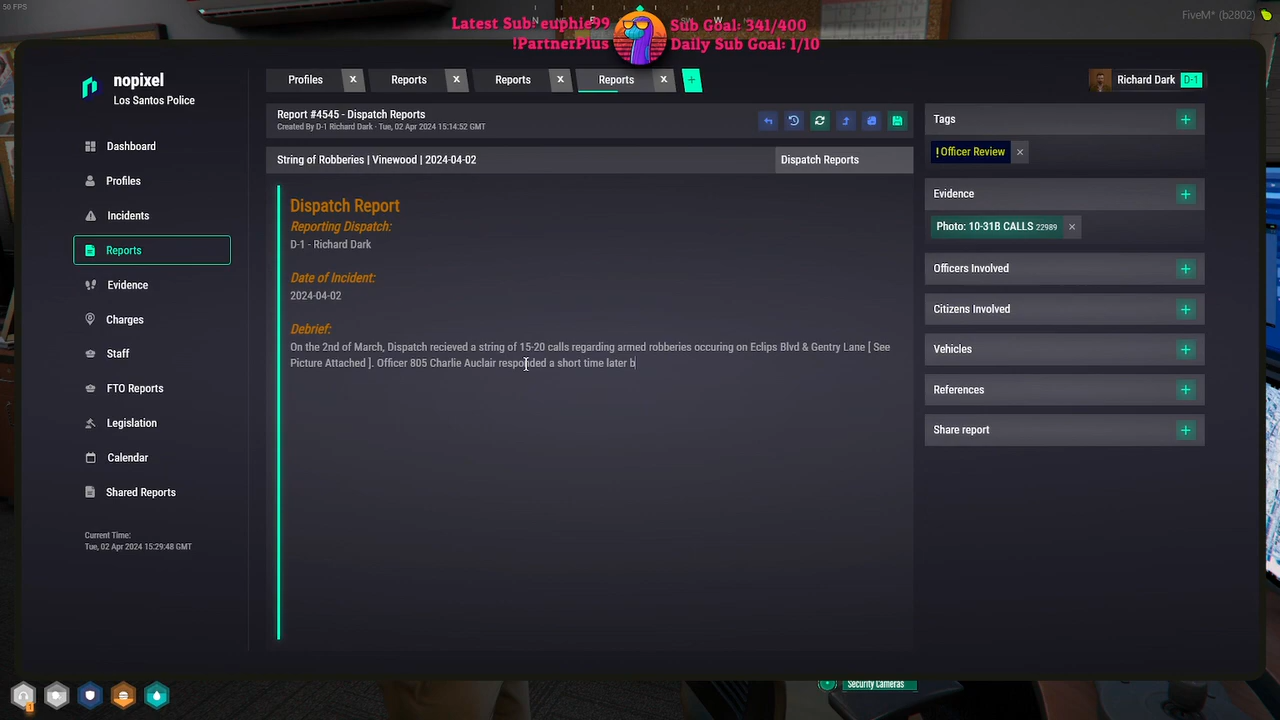 50 FPS
Latest Sub: euphie99
Sub Goal: 341/400
!PartnerPlus
Daily Sub Goal: 1/10
N
SW
W
FiveM* (b2802)
nopixel
Los Santos Police
Profiles x
Reports x
Reports x
Reports x
+
Richard Dark D-1
Report #4545 - Dispatch Reports
Created By D-1 Richard Dark - Tue, 02 Apr 2024 15:14:52 GMT
String of Robberies | Vinewood | 2024-04-02
Dispatch Reports
Dashboard
Profiles
Incidents
Reports
Evidence
Charges
Staff
FTO Reports
Legislation
Calendar
Shared Reports
Current Time:
Tue, 02 Apr 2024 15:29:48 GMT
Dispatch Report
Reporting Dispatch:
D-1 - Richard Dark
Date of Incident:
2024-04-02
Debrief:
On the 2nd of March, Dispatch recieved a string of 15-20 calls regarding armed robberies occuring on Eclips Blvd & Gentry Lane [ See
Picture Attached ]. Officer 805 Charlie Auclair responded a short time later b
Tags +
! Officer Review x
Evidence +
Photo: 10-31B CALLS 22989 x
Officers Involved +
Citizens Involved +
Vehicles +
References +
Share report +
1
Security Cameras